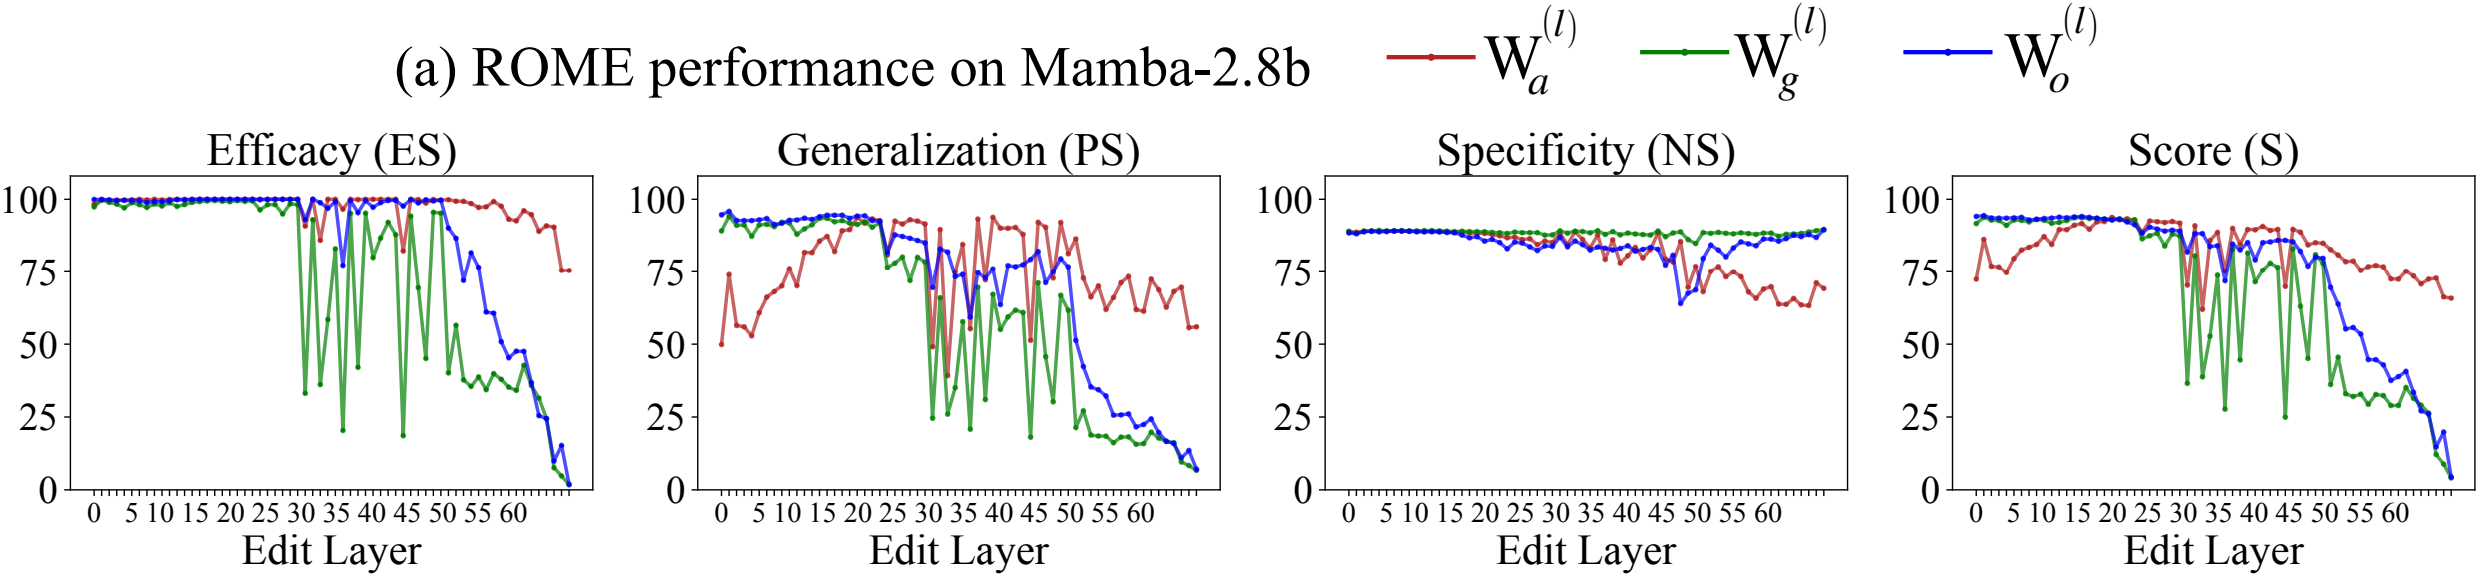 (a) ROME performance on Mamba-2.8b W_a^(l) W_g^(l) W_o^(l)
Efficacy (ES) Generalization (PS) Specificity (NS) Score (S)
100 100 100 100
75 75 75 75
50 50 50 50
25 25 25 25
0 0 0 0
0 5 10 15 20 25 30 35 40 45 50 55 60 0 5 10 15 20 25 30 35 40 45 50 55 60 0 5 10 15 20 25 30 35 40 45 50 55 60 0 5 10 15 20 25 30 35 40 45 50 55 60
Edit Layer Edit Layer Edit Layer Edit Layer